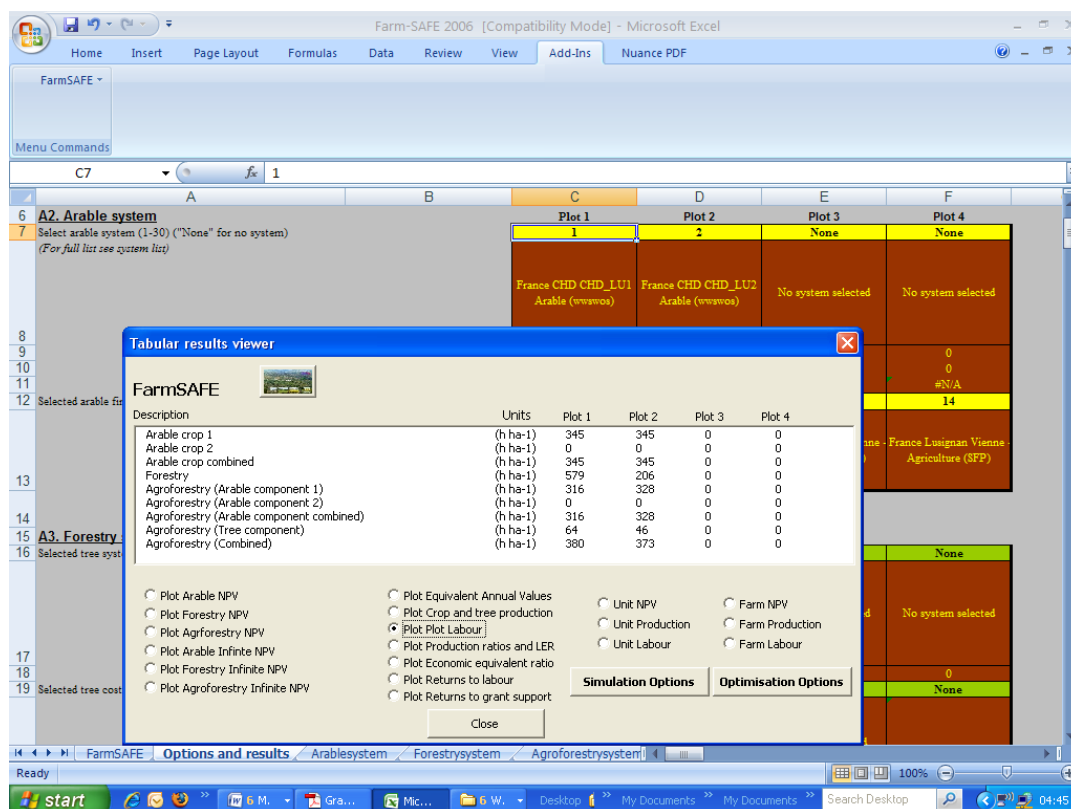 Farm-SAFE 2006 [Compatibility Mode] - Microsoft Excel
Home Insert Page Layout Formulas Data Review View Add-Ins Nuance PDF
FarmSAFE
Menu Commands
C7 fx 1
A B C D E F
6 A2. Arable system Plot 1 Plot 2 Plot 3 Plot 4
7 Select arable system (1-30) ("None" for no system) 1 2 None None
(For full list see system list)
France CHD CHD_LU1 France CHD CHD_LU2 No system selected No system selected
Arable (wwswos) Arable (wwswos)
8
9 0
10 0
11 #N/A
12 Selected arable fi 14
France Lusignan Vienne -
Agriculture (SFP)
13
14
15 A3. Forestry
16 Selected tree syst None
No system selected
17
18 0
19 Selected tree cost None
Tabular results viewer
FarmSAFE
Description Units Plot 1 Plot 2 Plot 3 Plot 4
Arable crop 1 (h ha-1) 345 345 0 0
Arable crop 2 (h ha-1) 0 0 0 0
Arable crop combined (h ha-1) 345 345 0 0
Forestry (h ha-1) 579 206 0 0
Agroforestry (Arable component 1) (h ha-1) 316 328 0 0
Agroforestry (Arable component 2) (h ha-1) 0 0 0 0
Agroforestry (Arable component combined) (h ha-1) 316 328 0 0
Agroforestry (Tree component) (h ha-1) 64 46 0 0
Agroforestry (Combined) (h ha-1) 380 373 0 0
Plot Arable NPV
Plot Forestry NPV
Plot Agrforestry NPV
Plot Arable Infinte NPV
Plot Forestry Infinite NPV
Plot Agroforestry Infinite NPV
Plot Equivalent Annual Values
Plot Crop and tree production
Plot Plot Labour
Plot Production ratios and LER
Plot Economic equivalent ratio
Plot Returns to labour
Plot Returns to grant support
Unit NPV
Unit Production
Unit Labour
Farm NPV
Farm Production
Farm Labour
Simulation Options Optimisation Options
Close
FarmSAFE Options and results Arablesystem Forestrysystem Agroforestrysystem
Ready 100%
start 6 M. Gra... Mic... 6 W. Desktop My Documents My Documents Search Desktop 04:45